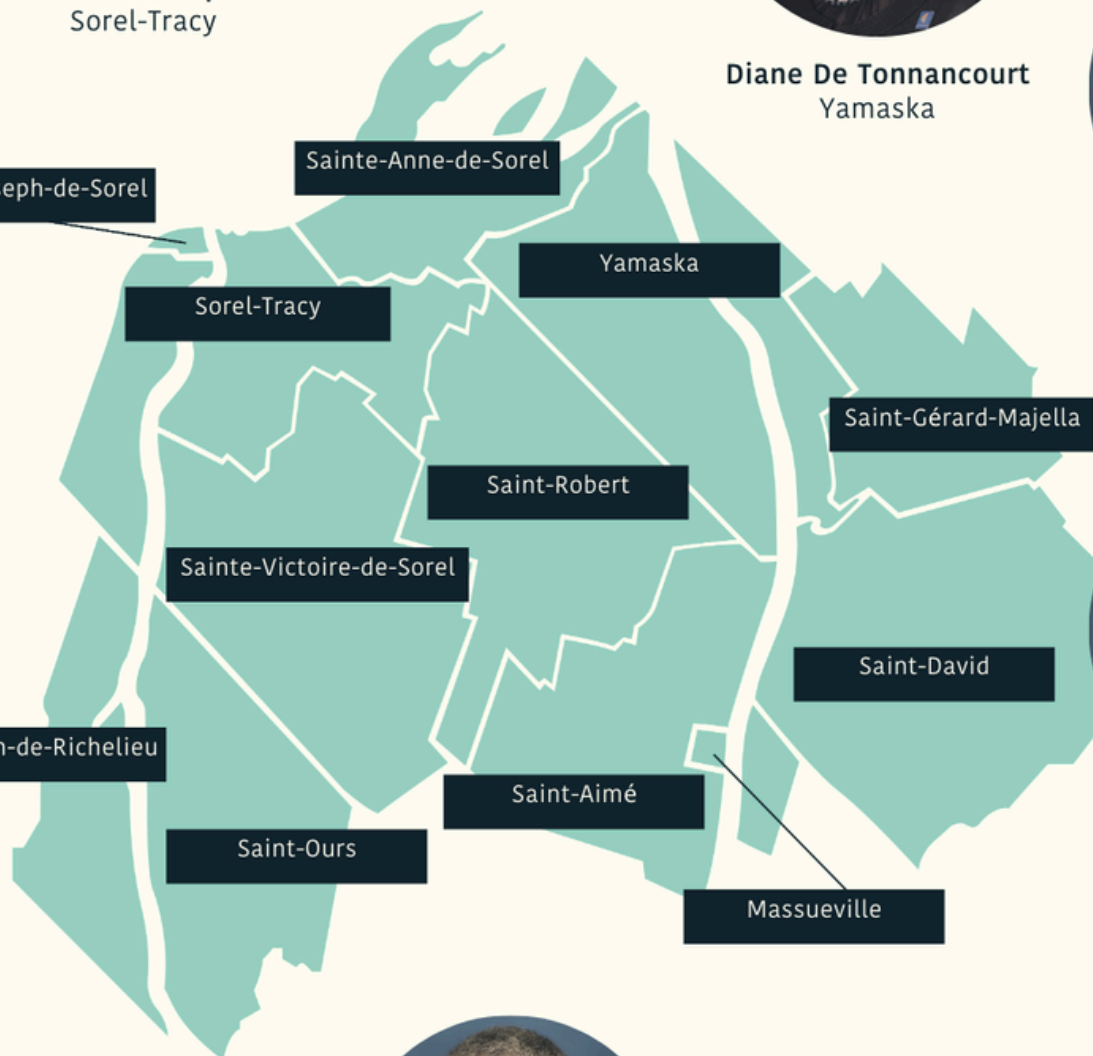 Sorel-Tracy
Diane De Tonnancourt
Yamaska
Sainte-Anne-de-Sorel
eph-de-Sorel
Yamaska
Sorel-Tracy
Saint-Gérard-Majella
Saint-Robert
Sainte-Victoire-de-Sorel
Saint-David
-de-Richelieu
Saint-Aimé
Saint-Ours
Massueville